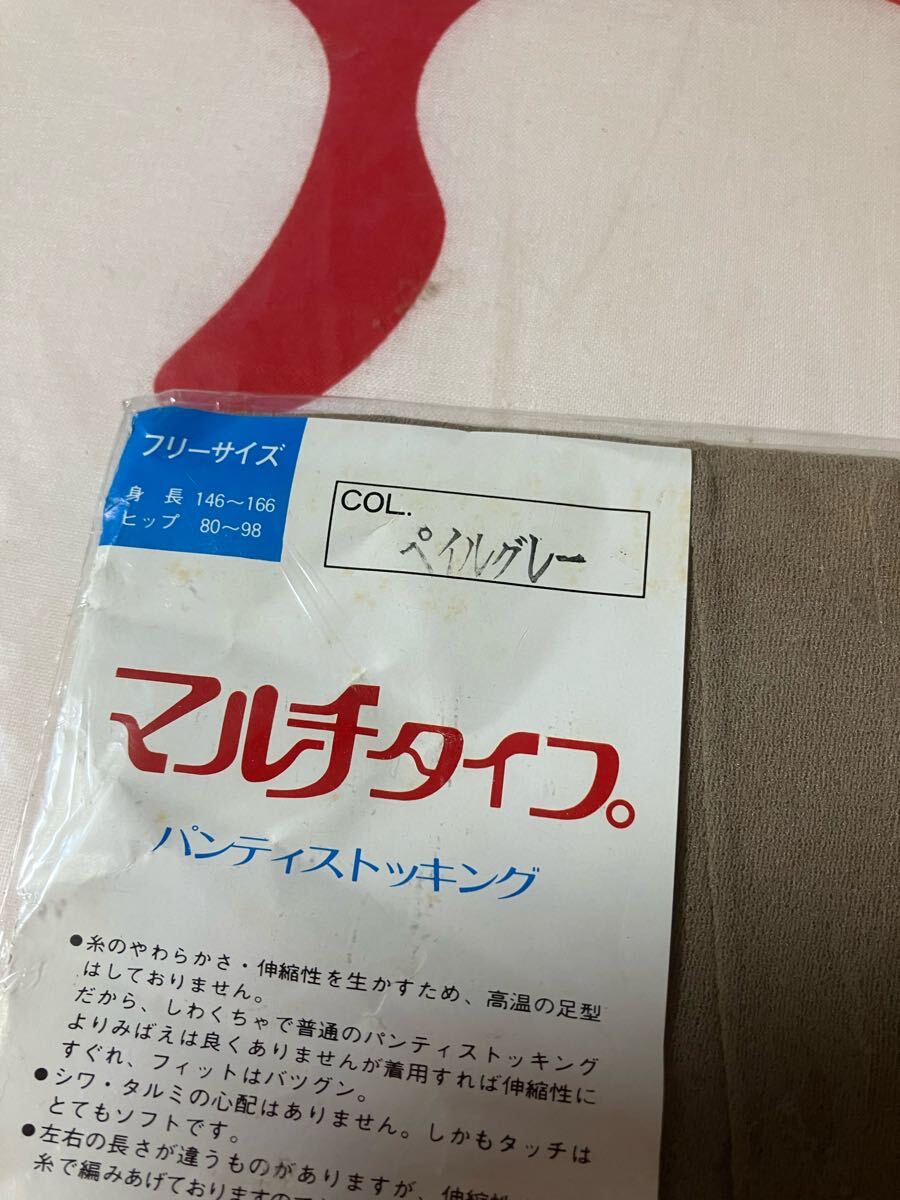 フリーサイズ
身長 146〜166
ヒップ 80〜98
COL.
ペイルグレー
マルチタイプ。
パンティストッキング
●糸のやわらかさ・伸縮性を生かすため、高温の足型
はしておりません。
だから、しわくちゃで普通のパンティストッキング
よりみばえは良くありませんが着用すれば伸縮性に
すぐれ、フィットはバツグン。
●シワ・タルミの心配はありません。しかもタッチは
とてもソフトです。
●左右の長さが違うものがありますが、伸縮性
糸で編みあげておりますので